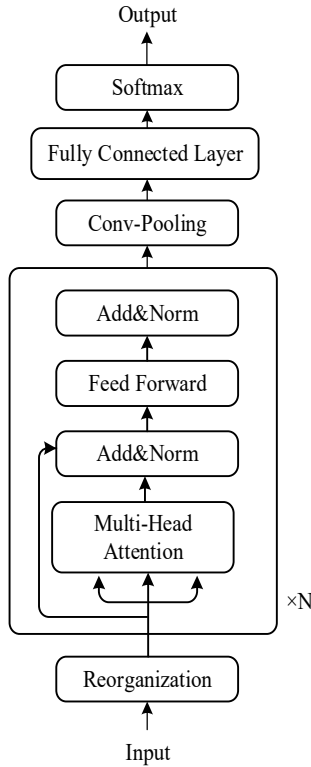 Output
Softmax
Fully Connected Layer
Conv-Pooling
Add&Norm
Feed Forward
Add&Norm
Multi-Head
Attention
×N
Reorganization
Input